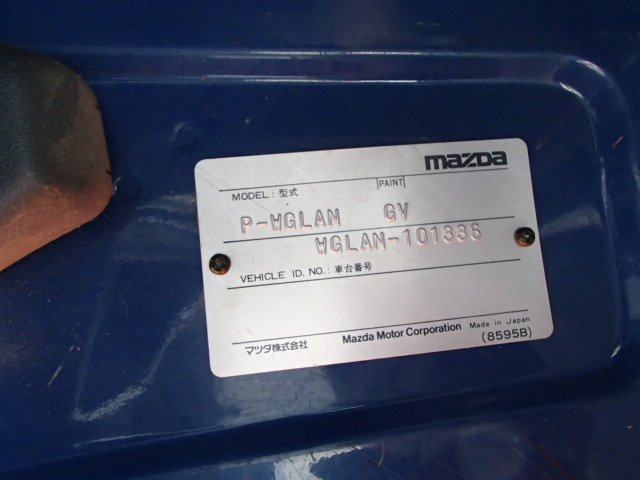 mazda
MODEL: 型式 PAINT
P-WGLAN GV
WGLAN-101336
VEHICLE ID. NO.: 車台番号
マツダ株式会社 Mazda Motor Corporation Made in Japan
(8595B)